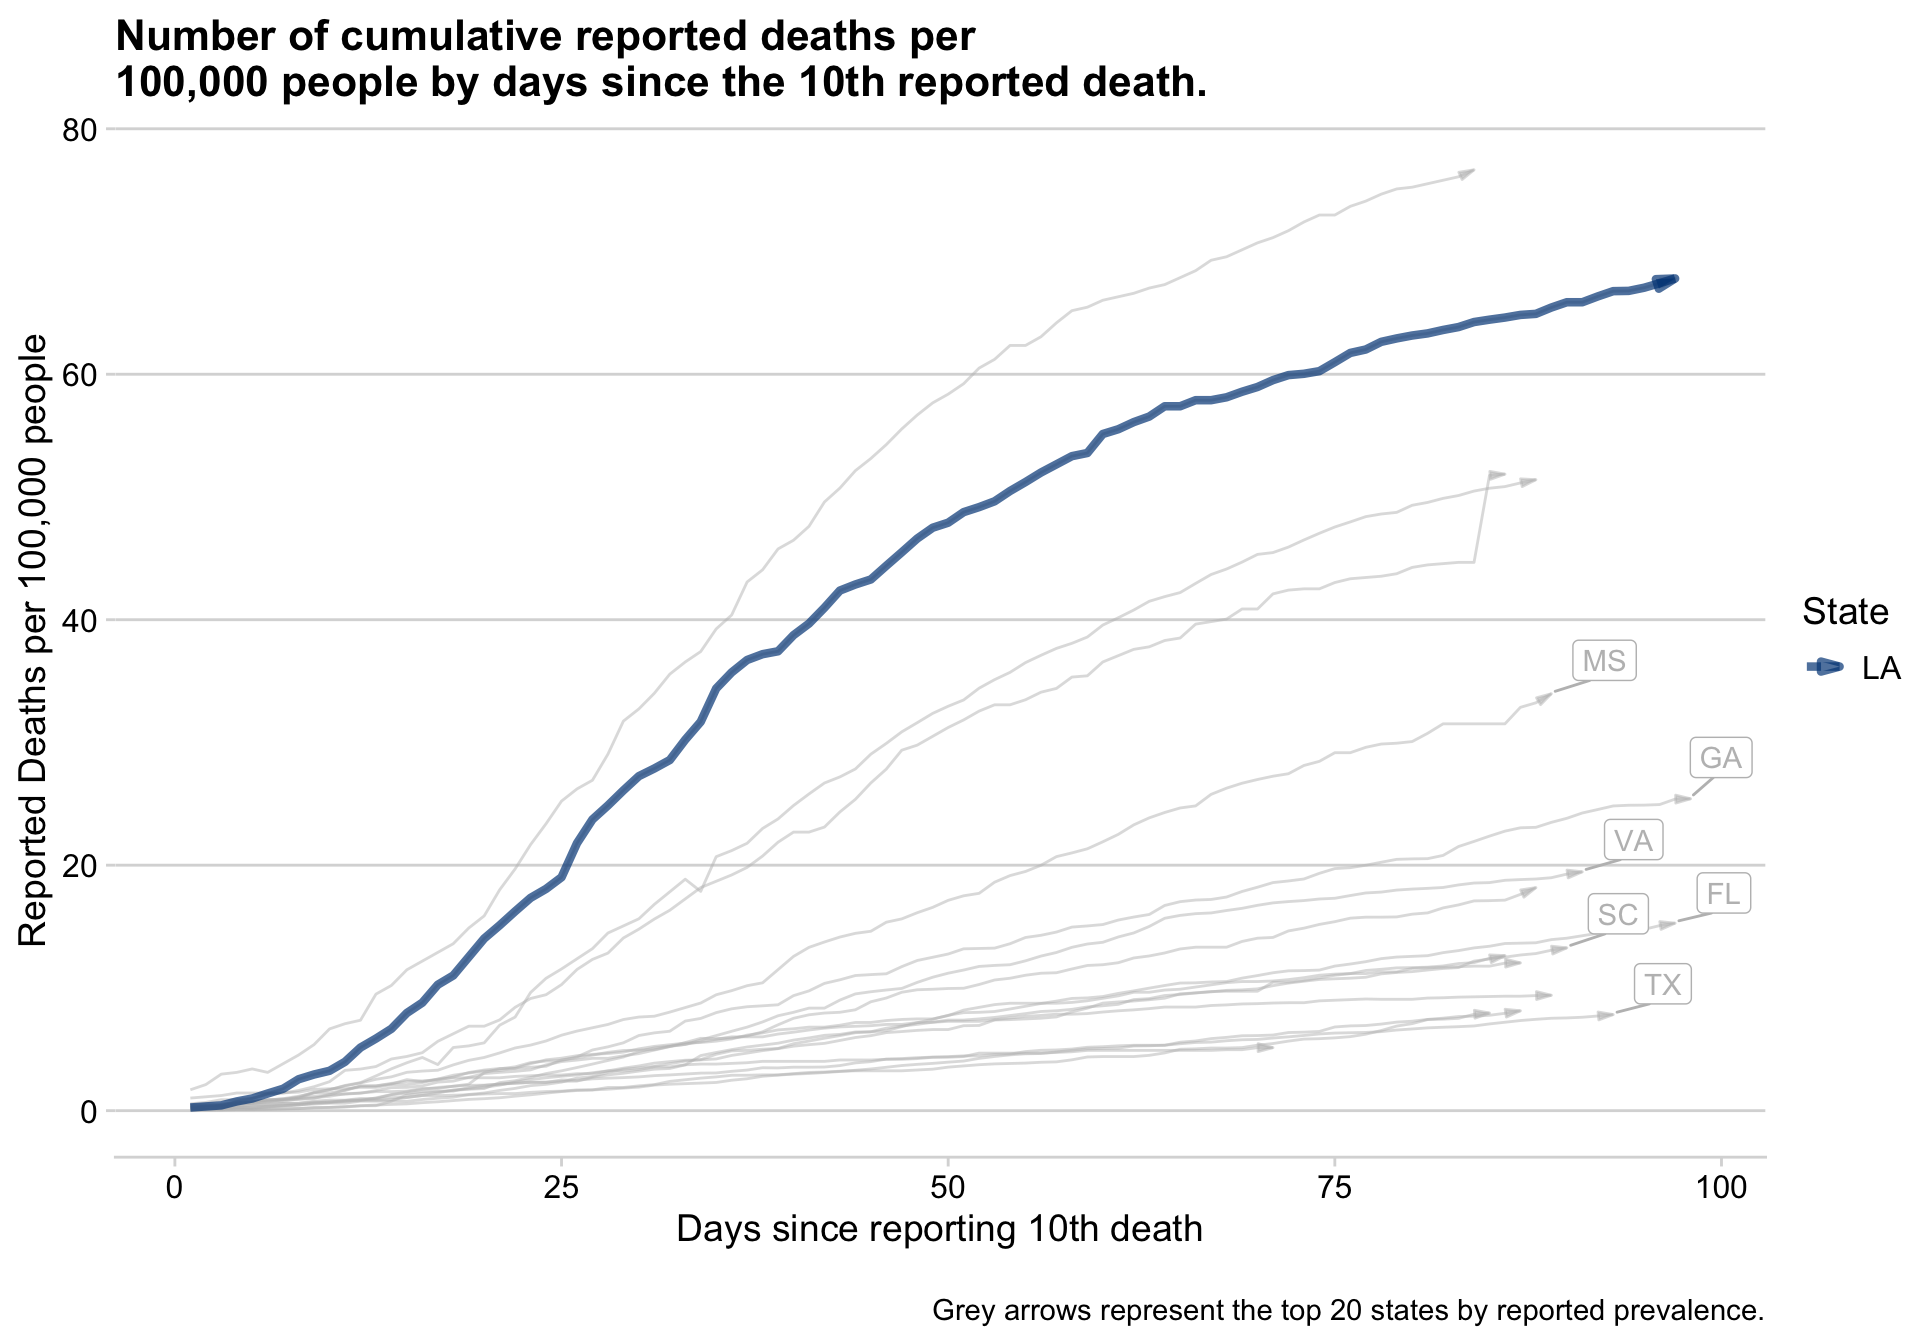 Number of cumulative reported deaths per
100,000 people by days since the 10th reported death.
Reported Deaths per 100,000 people
80
60
40
20
0
MS
GA
VA
FL
SC
TX
State
LA
0 25 50 75 100
Days since reporting 10th death
Grey arrows represent the top 20 states by reported prevalence.